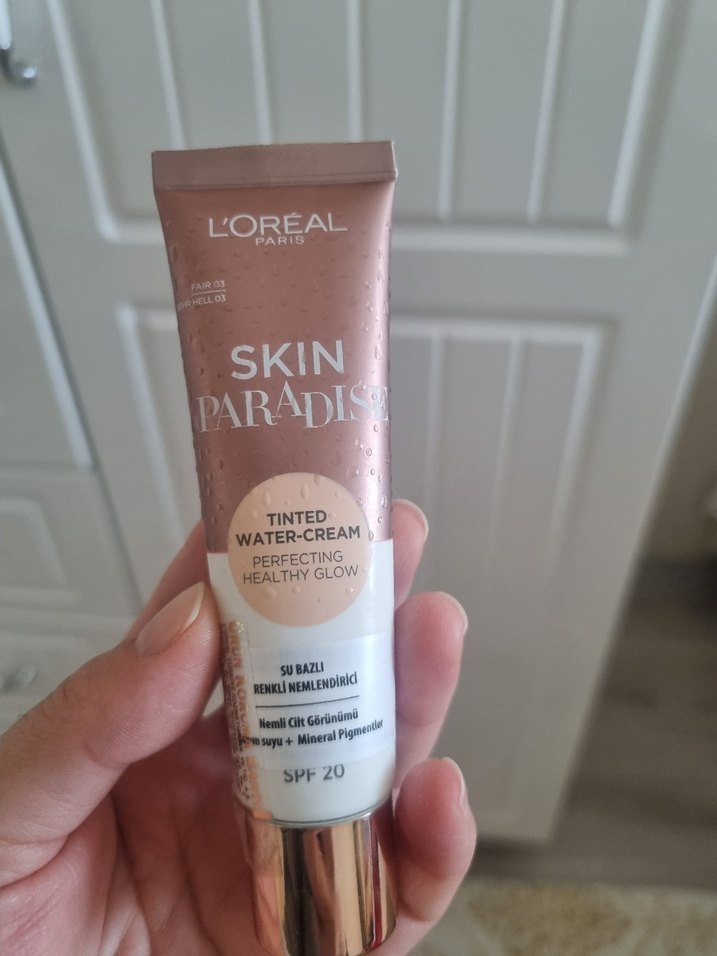 L'ORÉAL
PARIS
FAIR 03
SEHR HELL 03
SKIN
PARADISE
TINTED
WATER-CREAM
PERFECTING
HEALTHY GLOW
SU BAZLI
RENKLİ NEMLENDİRİCİ
Nemli Cilt Görünümü
suyu + Mineral Pigmentler
SPF 20